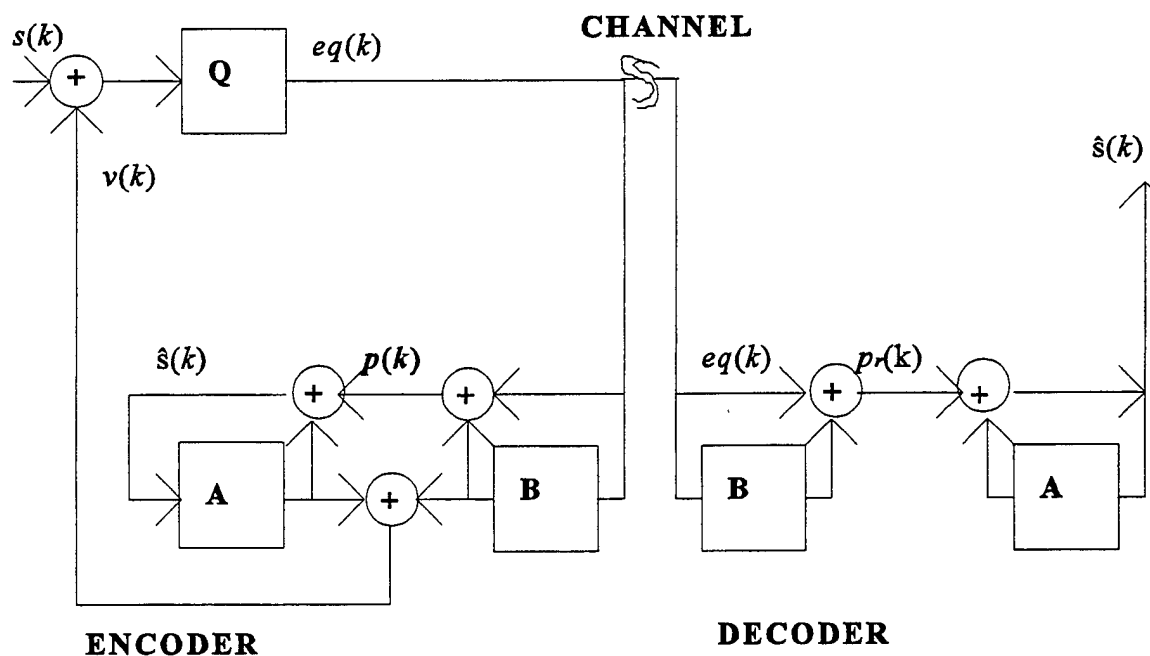 CHANNEL
s(k)
eq(k)
+
Q
v(k)
ŝ(k)
ŝ(k)
p(k)
eq(k)
pr(k)
+
+
+
+
A
+
B
B
A
ENCODER
DECODER